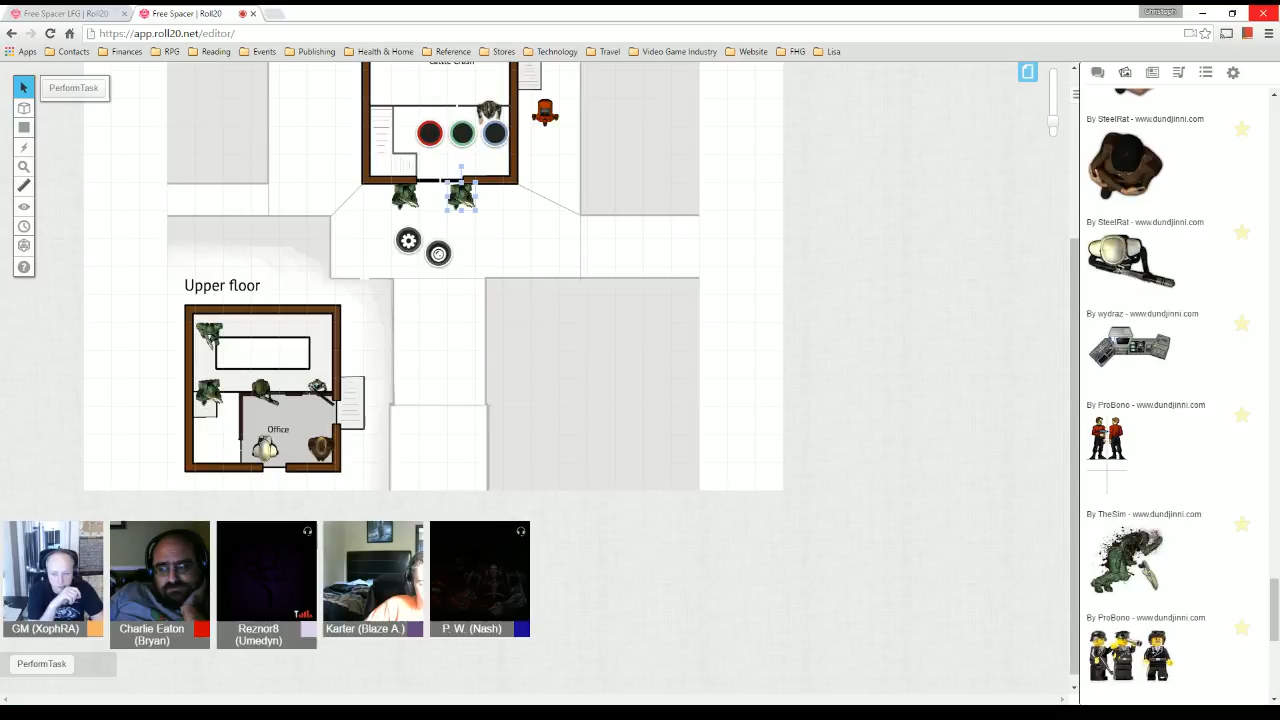 Free Spacer LFG | Roll20
Free Spacer | Roll20
Christoph
https://app.roll20.net/editor/
Apps
Contacts
Finances
RPG
Reading
Events
Publishing
Health & Home
Reference
Stores
Technology
Travel
Video Game Industry
Website
FHG
Lisa
PerformTask
Upper floor
Office
By SteelRat - www.dundjinni.com
By SteelRat - www.dundjinni.com
By wydraz - www.dundjinni.com
By ProBono - www.dundjinni.com
By TheSim - www.dundjinni.com
By ProBono - www.dundjinni.com
GM (XophRA)
Charlie Eaton
(Bryan)
Reznor8
(Umedyn)
Karter (Blaze A.)
P. W. (Nash)
PerformTask